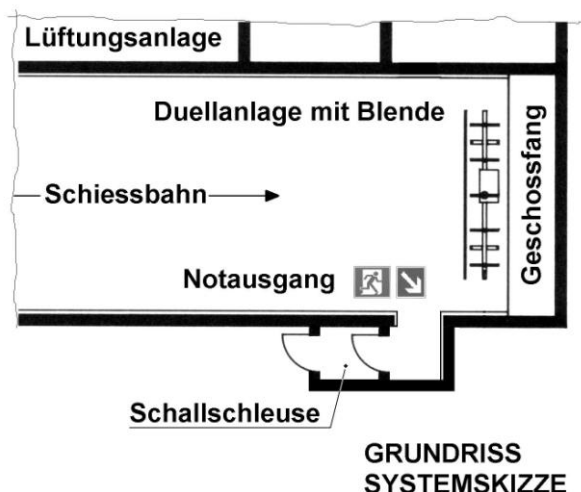 Lüftungsanlage
Duellanlage mit Blende
Geschossfang
Schiessbahn
Notausgang
Schallschleuse
GRUNDRISS
SYSTEMSKIZZE